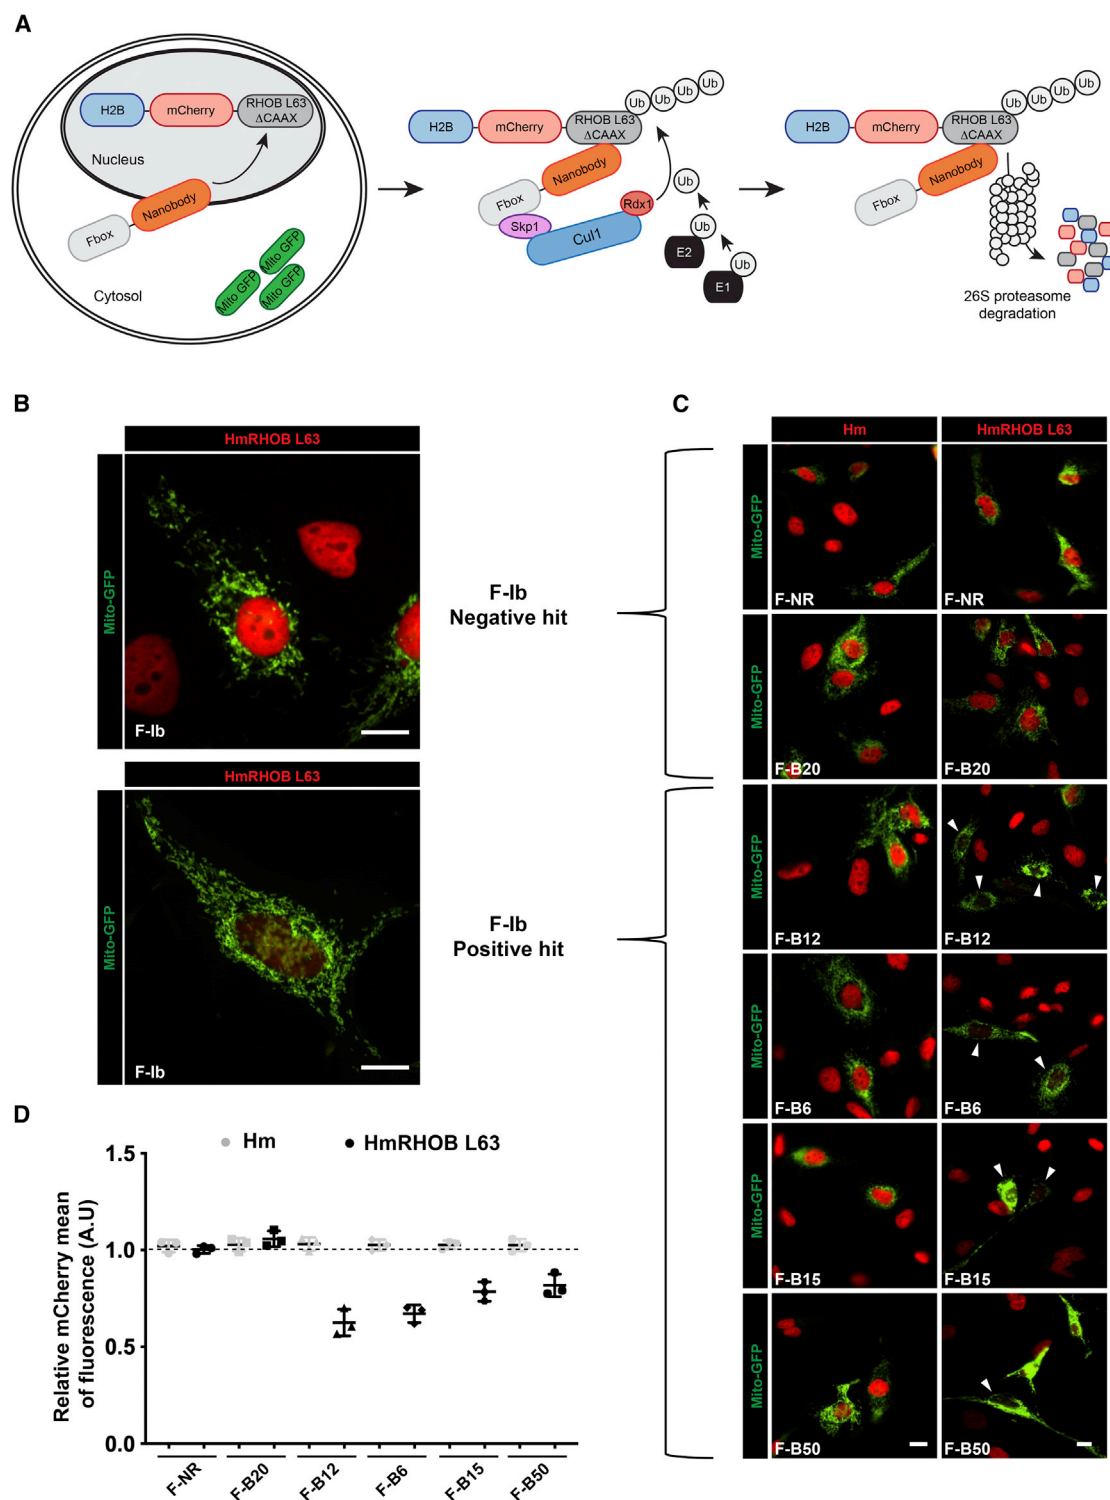 A
H2B
mCherry
RHOB L63
ΔCAAX
Nucleus
Nanobody
Fbox
Mito GFP
Mito GFP
Mito GFP
Cytosol
H2B
mCherry
RHOB L63
ΔCAAX
Ub
Ub
Ub
Ub
Nanobody
Fbox
Skp1
Cul1
Rdx1
Ub
Ub
E2
Ub
E1
H2B
mCherry
RHOB L63
ΔCAAX
Ub
Ub
Ub
Ub
Nanobody
Fbox
26S proteasome
degradation
B
HmRHOB L63
Mito-GFP
F-Ib
F-Ib
Negative hit
HmRHOB L63
Mito-GFP
F-Ib
F-Ib
Positive hit
C
Hm
HmRHOB L63
Mito-GFP
F-NR
F-NR
Mito-GFP
F-B20
F-B20
Mito-GFP
F-B12
F-B12
Mito-GFP
F-B6
F-B6
Mito-GFP
F-B15
F-B15
Mito-GFP
F-B50
F-B50
D
Hm
HmRHOB L63
Relative mCherry mean
of fluorescence (A.U)
1.5
1.0
0.5
0.0
F-NR
F-B20
F-B12
F-B6
F-B15
F-B50